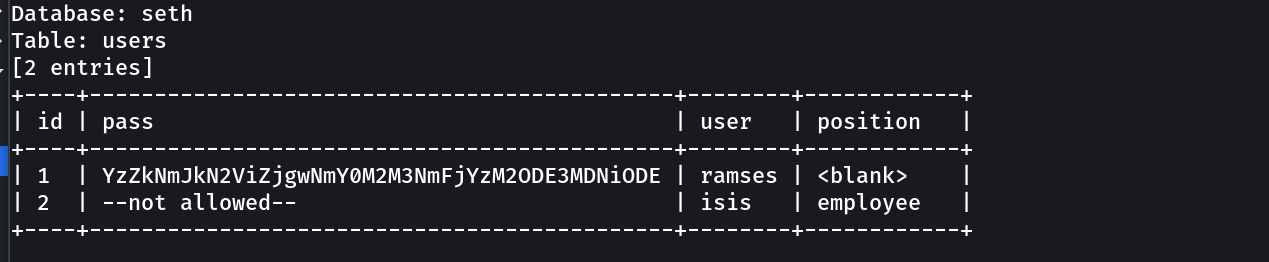 Database: seth
Table: users
[2 entries]
+----+---------------------------------------------+--------+------------+
| id | pass                                        | user   | position   |
+----+---------------------------------------------+--------+------------+
| 1  | YzZkNmJkN2ViZjgwNmY0M2M3NmFjYzM2ODE3MDNiODE | ramses | <blank>    |
| 2  | --not allowed--                             | isis   | employee   |
+----+---------------------------------------------+--------+------------+